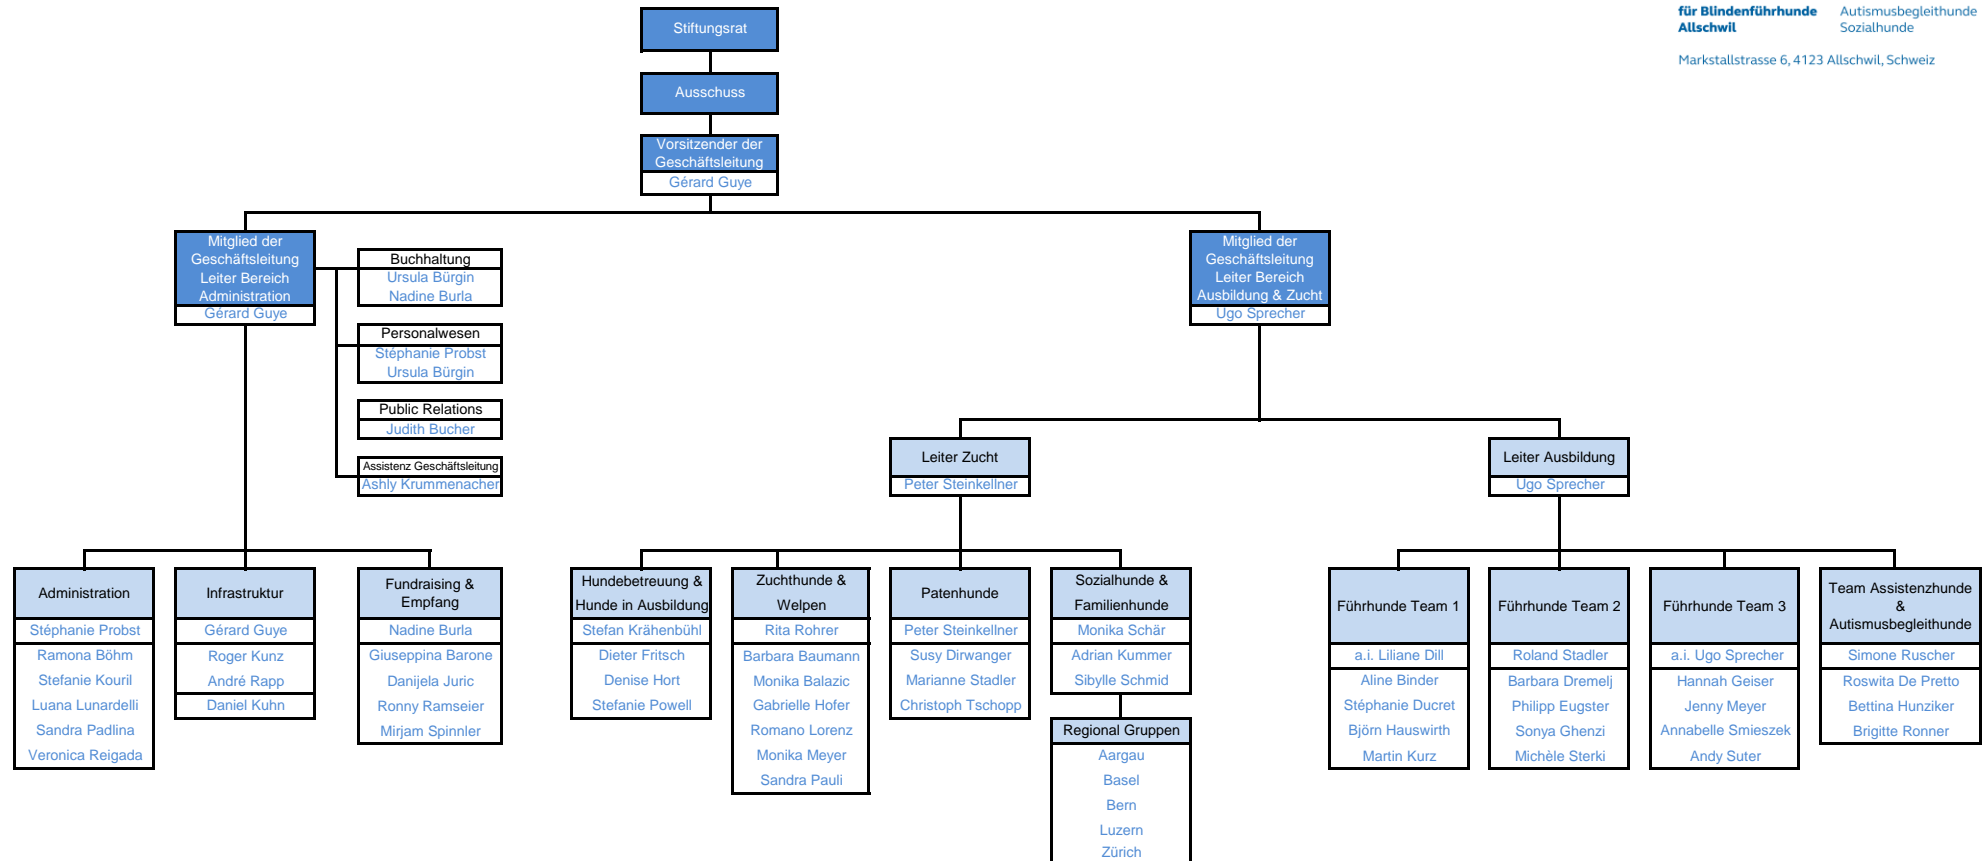 für Blindenführhunde
Allschwil
Autismusbegleithunde
Sozialhunde
Markstallstrasse 6, 4123 Allschwil, Schweiz
Stiftungsrat
Ausschuss
Vorsitzender der
Geschäftsleitung
Gérard Guye
Mitglied der
Geschäftsleitung
Leiter Bereich
Administration
Gérard Guye
Buchhaltung
Ursula Bürgin
Nadine Burla
Personalwesen
Stéphanie Probst
Ursula Bürgin
Public Relations
Judith Bucher
Assistenz Geschäftsleitung
Ashly Krummenacher
Mitglied der
Geschäftsleitung
Leiter Bereich
Ausbildung & Zucht
Ugo Sprecher
Leiter Zucht
Peter Steinkellner
Leiter Ausbildung
Ugo Sprecher
Administration
Stéphanie Probst
Ramona Böhm
Stefanie Kouril
Luana Lunardelli
Sandra Padlina
Veronica Reigada
Infrastruktur
Gérard Guye
Roger Kunz
André Rapp
Daniel Kuhn
Fundraising &
Empfang
Nadine Burla
Giuseppina Barone
Danijela Juric
Ronny Ramseier
Mirjam Spinnler
Hundebetreuung &
Hunde in Ausbildung
Stefan Krähenbühl
Dieter Fritsch
Denise Hort
Stefanie Powell
Zuchthunde &
Welpen
Rita Rohrer
Barbara Baumann
Monika Balazic
Gabrielle Hofer
Romano Lorenz
Monika Meyer
Sandra Pauli
Patenhunde
Peter Steinkellner
Susy Dirwanger
Marianne Stadler
Christoph Tschopp
Sozialhunde &
Familienhunde
Monika Schär
Adrian Kummer
Sibylle Schmid
Regional Gruppen
Aargau
Basel
Bern
Luzern
Zürich
Führhunde Team 1
a.i. Liliane Dill
Aline Binder
Stéphanie Ducret
Björn Hauswirth
Martin Kurz
Führhunde Team 2
Roland Stadler
Barbara Dremelj
Philipp Eugster
Sonya Ghenzi
Michèle Sterki
Führhunde Team 3
a.i. Ugo Sprecher
Hannah Geiser
Jenny Meyer
Annabelle Smieszek
Andy Suter
Team Assistenzhunde
&
Autismusbegleithunde
Simone Ruscher
Roswita De Pretto
Bettina Hunziker
Brigitte Ronner